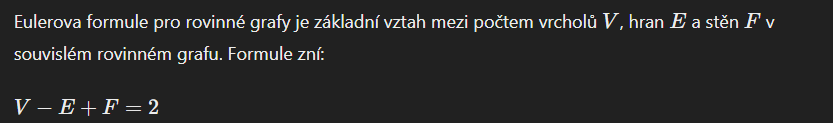 Eulerova formule pro rovinné grafy je základní vztah mezi počtem vrcholů V, hran E a stěn F v
souvislém rovinném grafu. Formule zní:
V − E + F = 2